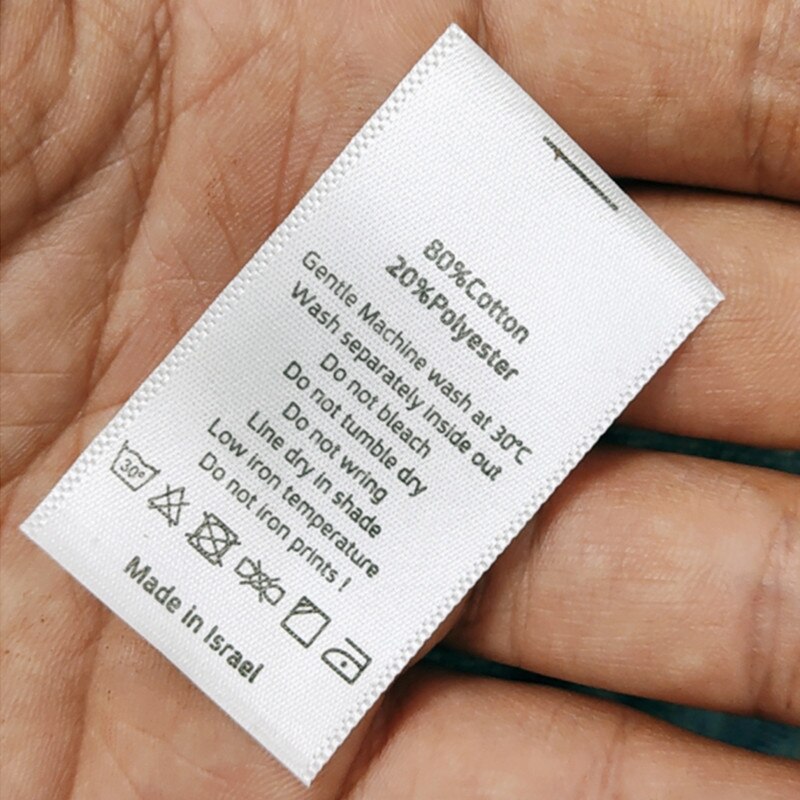 80%Cotton
20%Polyester
Gentle Machine wash at 30°C
Wash separately inside out
Do not bleach
Do not tumble dry
Do not wring
Line dry in shade
Low iron temperature
Do not iron prints !
30°
Made in Israel